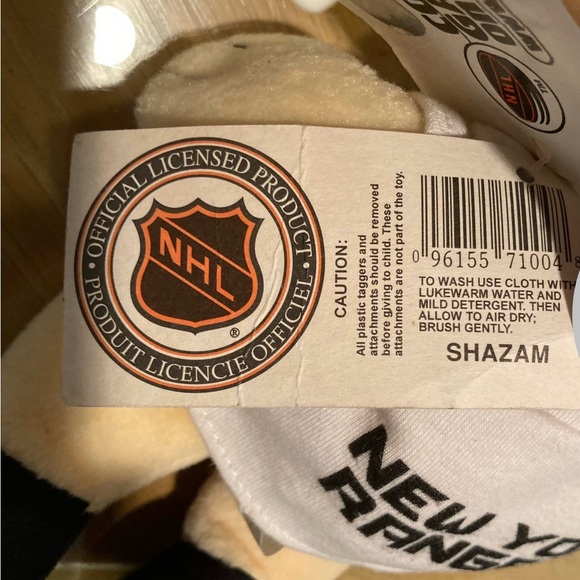 OFFICIAL LICENSED PRODUCT
NHL
®
PRODUIT LICENCIE OFFICIEL
CAUTION:
All plastic taggers and
attachments should be removed
before giving to child. These
attachments are not part of the toy.
0 96155 71004 8
TO WASH USE CLOTH WITH
LUKEWARM WATER AND
MILD DETERGENT. THEN
ALLOW TO AIR DRY;
BRUSH GENTLY.
SHAZAM
NHL
TM
NEW YO
RANGE